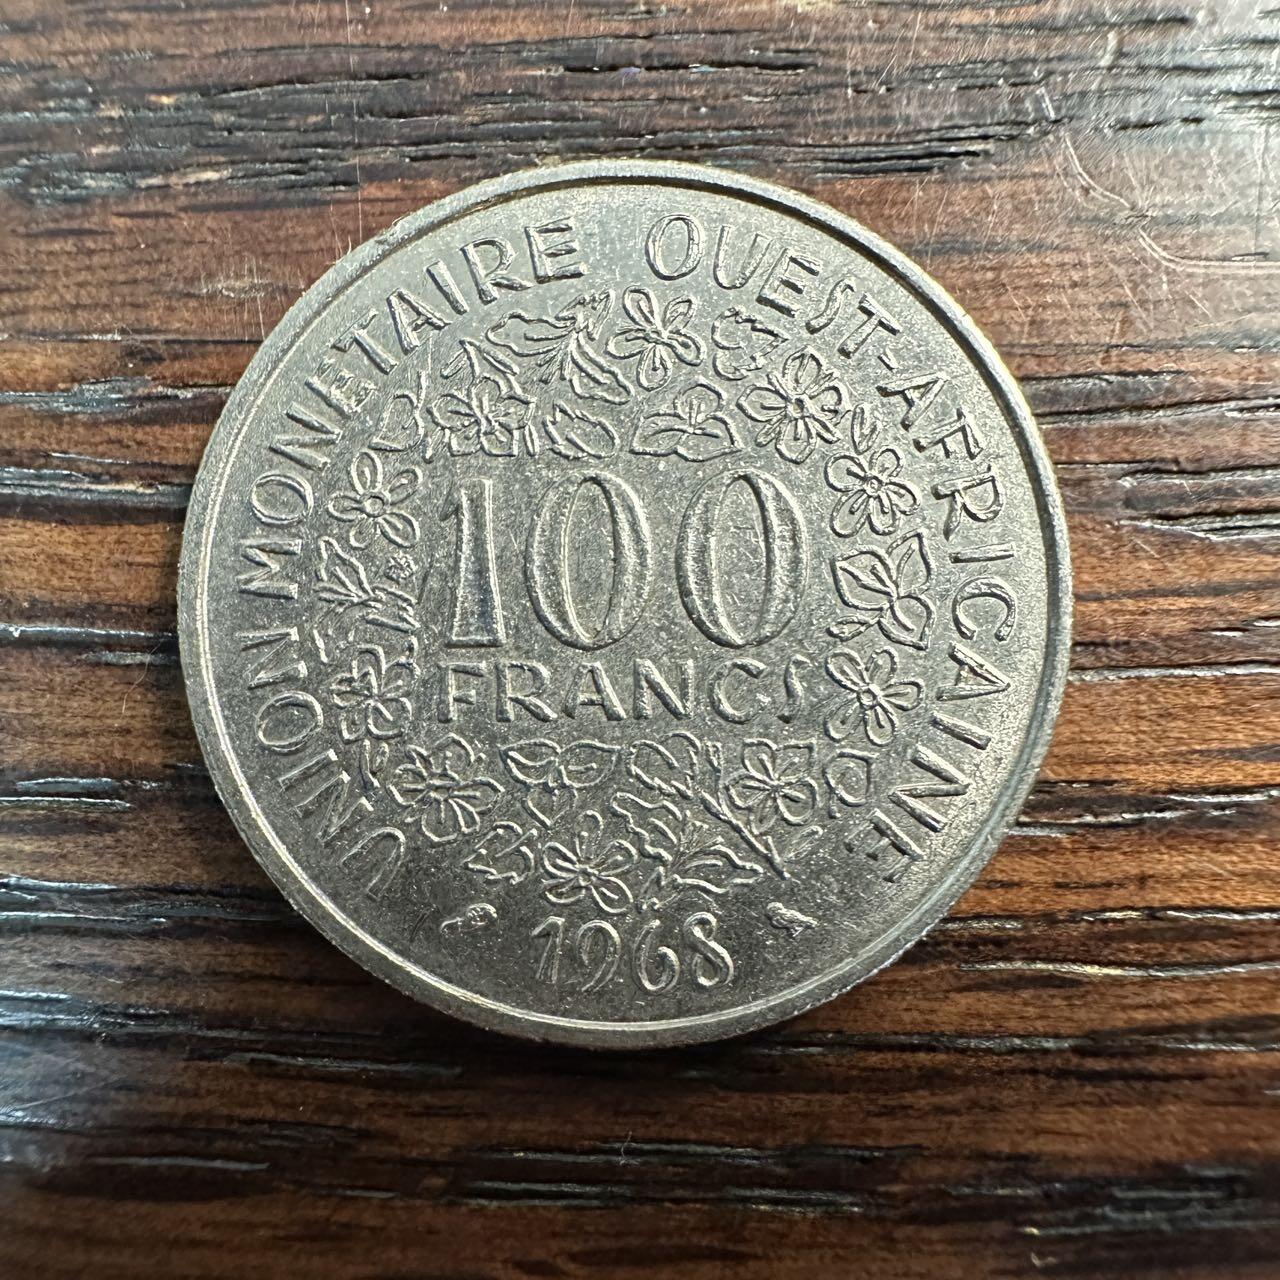 UNION MONETAIRE OUEST-AFRICAINE
100
FRANCS
1968